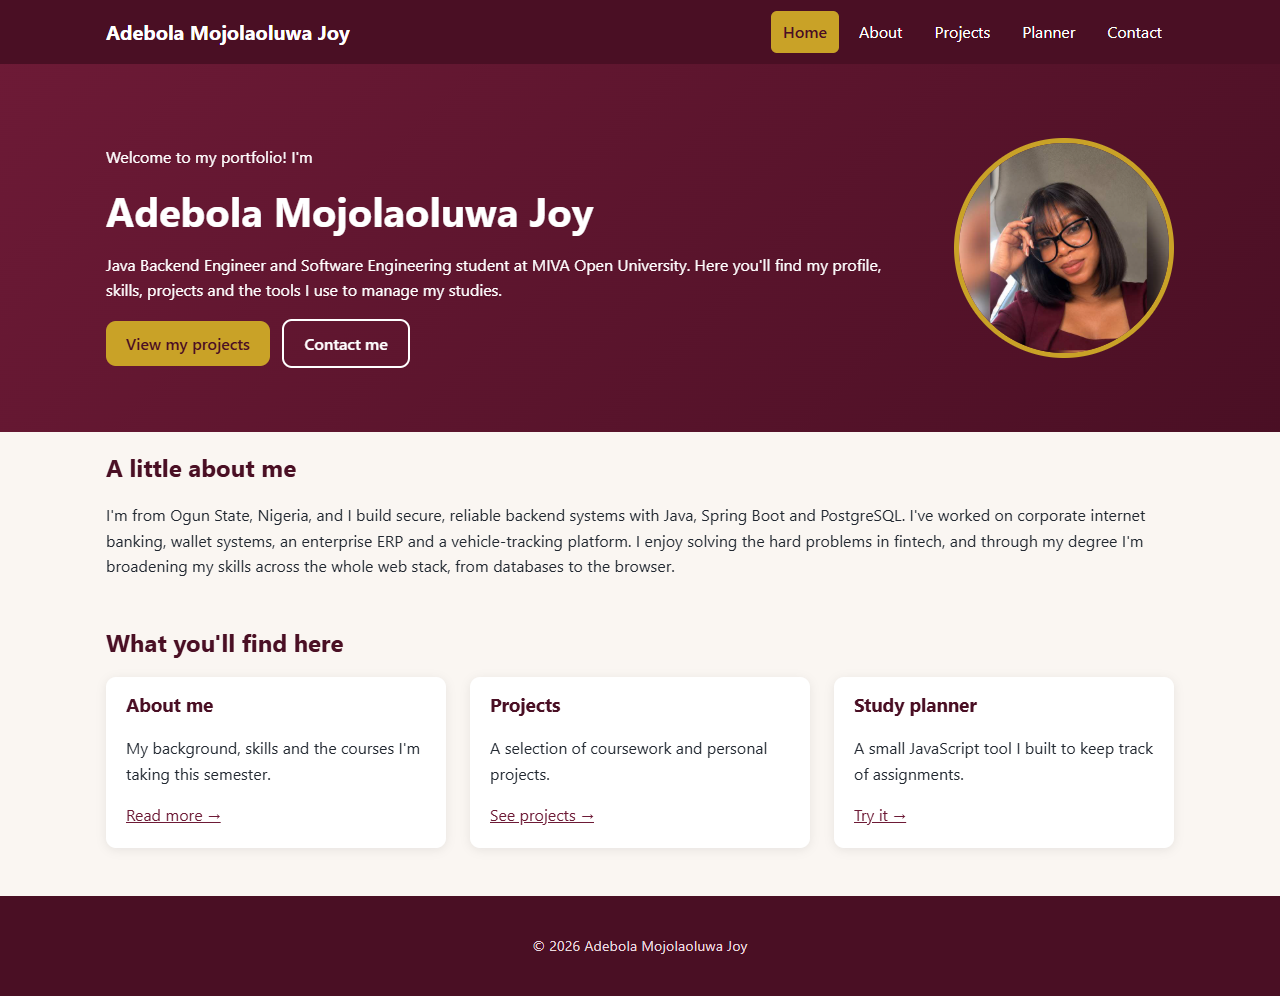 Adebola Mojolaoluwa Joy
Home About Projects Planner Contact
Welcome to my portfolio! I'm
Adebola Mojolaoluwa Joy
Java Backend Engineer and Software Engineering student at MIVA Open University. Here you'll find my profile,
skills, projects and the tools I use to manage my studies.
View my projects
Contact me
A little about me
I'm from Ogun State, Nigeria, and I build secure, reliable backend systems with Java, Spring Boot and PostgreSQL. I've worked on corporate internet
banking, wallet systems, an enterprise ERP and a vehicle-tracking platform. I enjoy solving the hard problems in fintech, and through my degree I'm
broadening my skills across the whole web stack, from databases to the browser.
What you'll find here
About me
My background, skills and the courses I'm
taking this semester.
Read more →
Projects
A selection of coursework and personal
projects.
See projects →
Study planner
A small JavaScript tool I built to keep track
of assignments.
Try it →
© 2026 Adebola Mojolaoluwa Joy